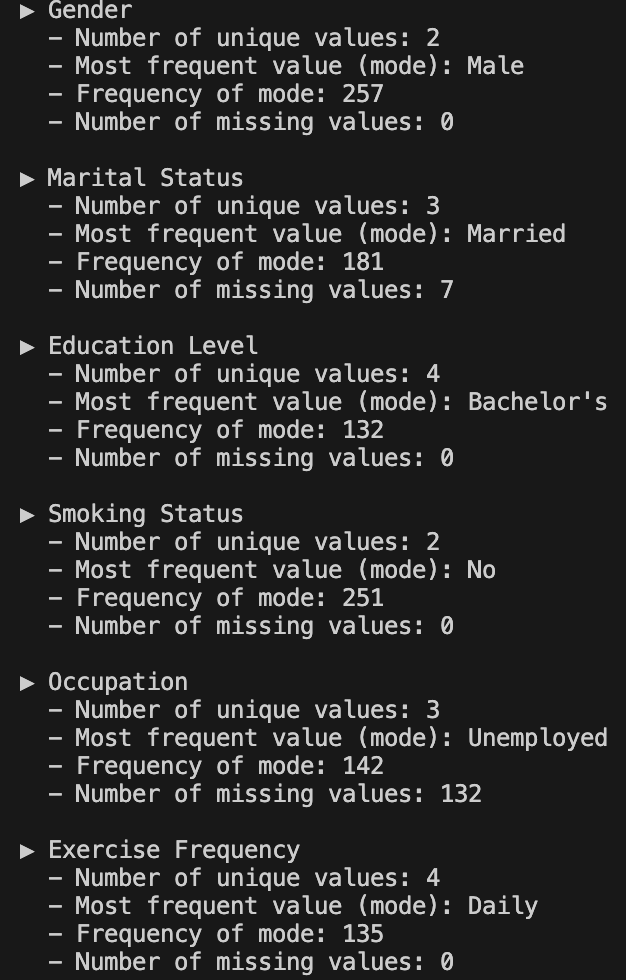 ▶ Gender
– Number of unique values: 2
– Most frequent value (mode): Male
– Frequency of mode: 257
– Number of missing values: 0
▶ Marital Status
– Number of unique values: 3
– Most frequent value (mode): Married
– Frequency of mode: 181
– Number of missing values: 7
▶ Education Level
– Number of unique values: 4
– Most frequent value (mode): Bachelor's
– Frequency of mode: 132
– Number of missing values: 0
▶ Smoking Status
– Number of unique values: 2
– Most frequent value (mode): No
– Frequency of mode: 251
– Number of missing values: 0
▶ Occupation
– Number of unique values: 3
– Most frequent value (mode): Unemployed
– Frequency of mode: 142
– Number of missing values: 132
▶ Exercise Frequency
– Number of unique values: 4
– Most frequent value (mode): Daily
– Frequency of mode: 135
– Number of missing values: 0